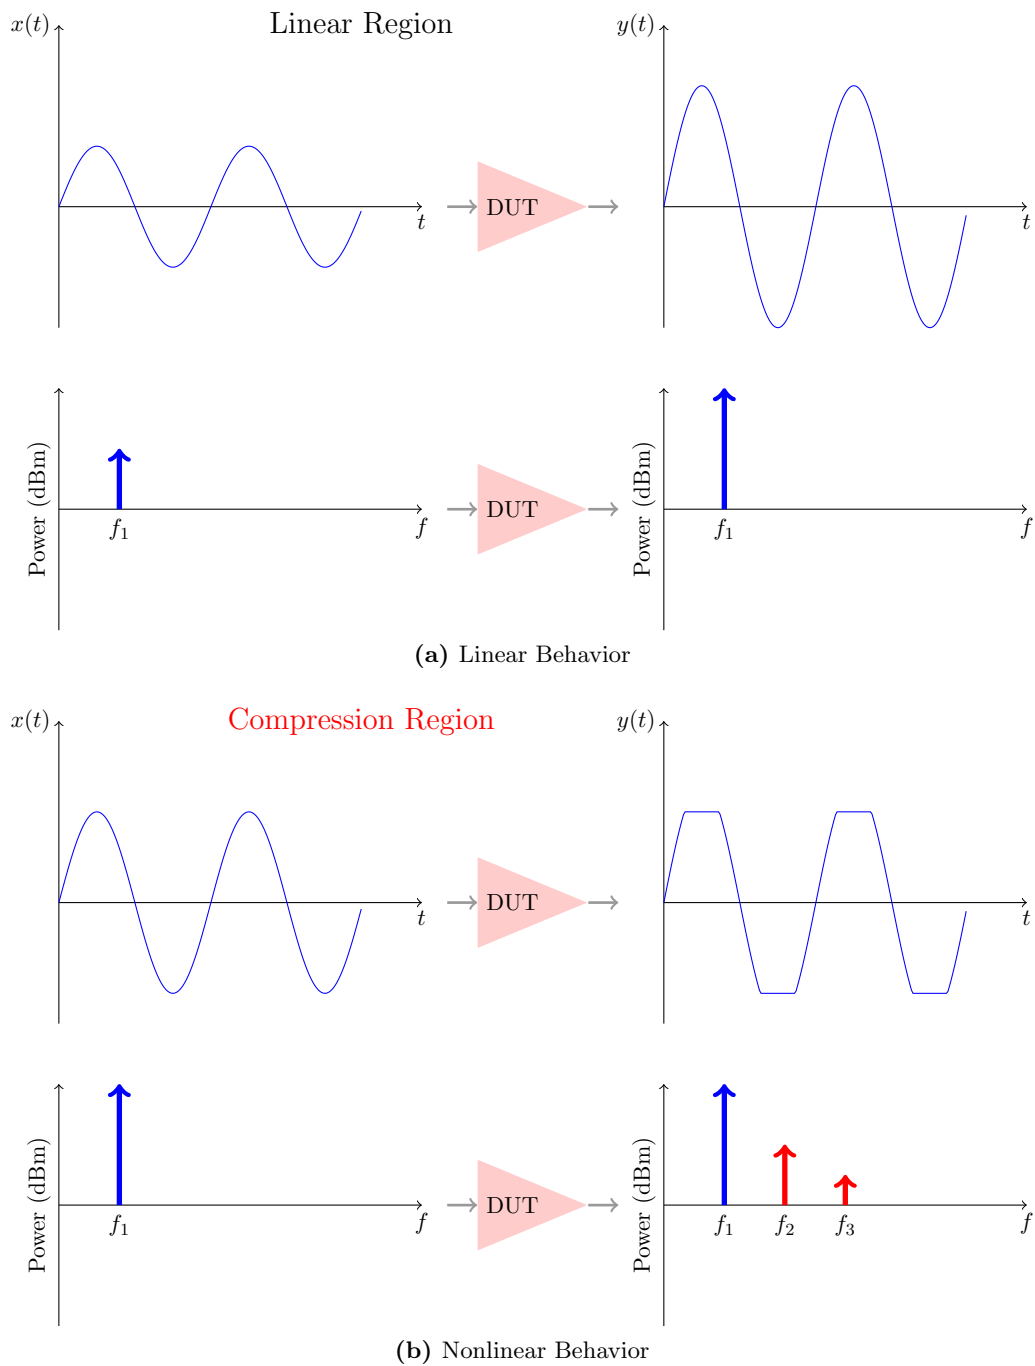 x(t)
Linear Region
y(t)
t
DUT
t
Power (dBm)
f₁
f
DUT
Power (dBm)
f₁
f
(a) Linear Behavior
x(t)
Compression Region
y(t)
t
DUT
t
Power (dBm)
f₁
f
DUT
Power (dBm)
f₁
f₂
f₃
f
(b) Nonlinear Behavior